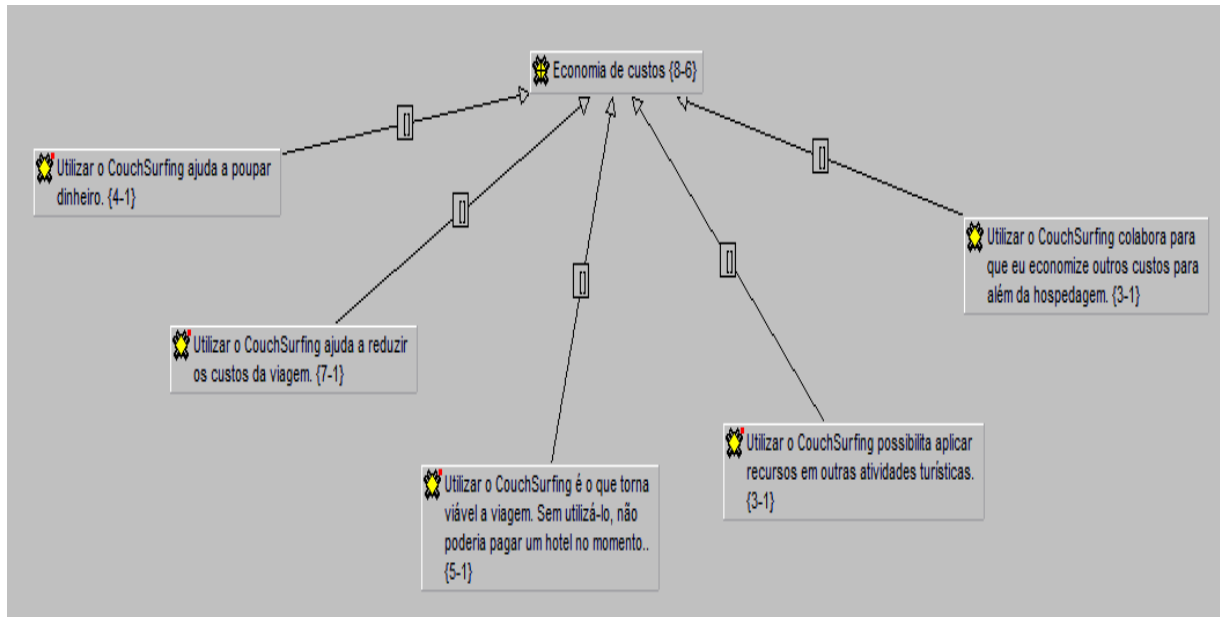 Economia de custos {8-6}
Utilizar o CouchSurfing ajuda a poupar
dinheiro. {4-1}
Utilizar o CouchSurfing colabora para
que eu economize outros custos para
além da hospedagem. {3-1}
Utilizar o CouchSurfing ajuda a reduzir
os custos da viagem. {7-1}
Utilizar o CouchSurfing possibilita aplicar
recursos em outras atividades turísticas.
{3-1}
Utilizar o CouchSurfing é o que torna
viável a viagem. Sem utilizá-lo, não
poderia pagar um hotel no momento..
{5-1}
[]
[]
[]
[]
[]